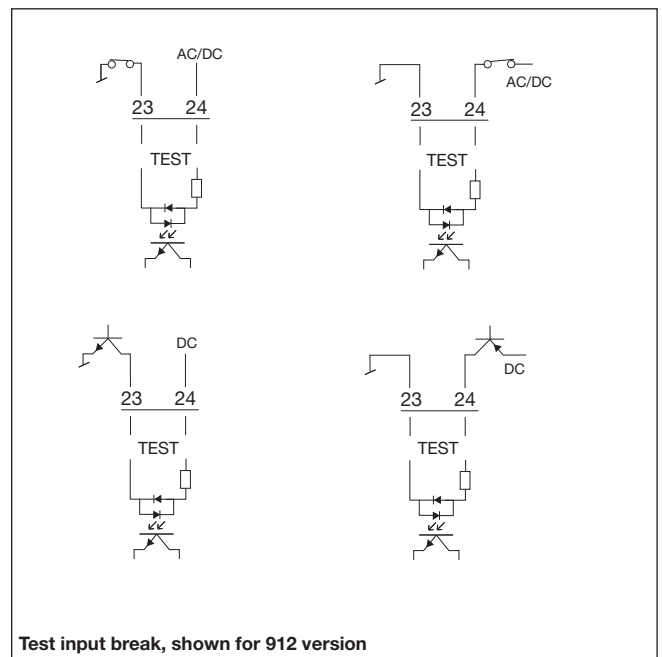 AC/DC
23 24
TEST
AC/DC
23 24
TEST
DC
23 24
TEST
DC
23 24
TEST
Test input break, shown for 912 version